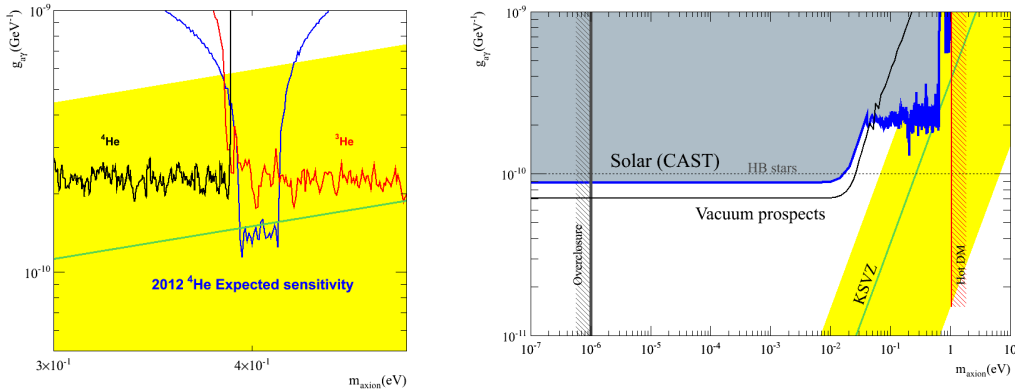 g_aγ(GeV⁻¹)
10⁻⁹
⁴He
³He
10⁻¹⁰
2012 ⁴He Expected sensitivity
3×10⁻¹
4×10⁻¹
m_axion(eV)
g_aγ(GeV⁻¹)
10⁻⁹
Solar (CAST)
HB stars
10⁻¹⁰
Vacuum prospects
Overclosure
KSVZ
Hot DM
10⁻¹¹
10⁻⁷
10⁻⁶
10⁻⁵
10⁻⁴
10⁻³
10⁻²
10⁻¹
1
10
m_axion(eV)